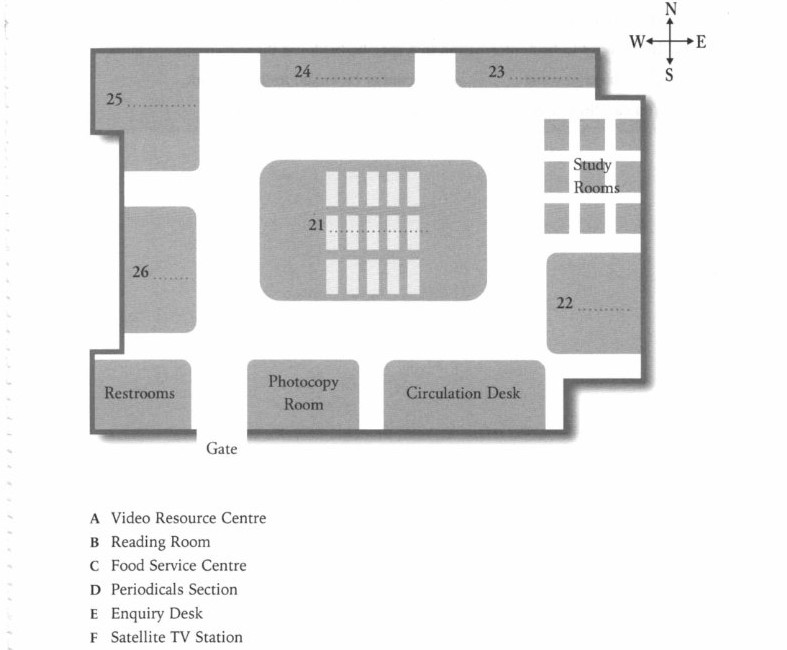 N
W E
S
25 ..........
24 ..........
23 ..........
Study
Rooms
21 ..........
26 ......
22 ........
Restrooms
Photocopy
Room
Circulation Desk
Gate
A Video Resource Centre
B Reading Room
C Food Service Centre
D Periodicals Section
E Enquiry Desk
F Satellite TV Station